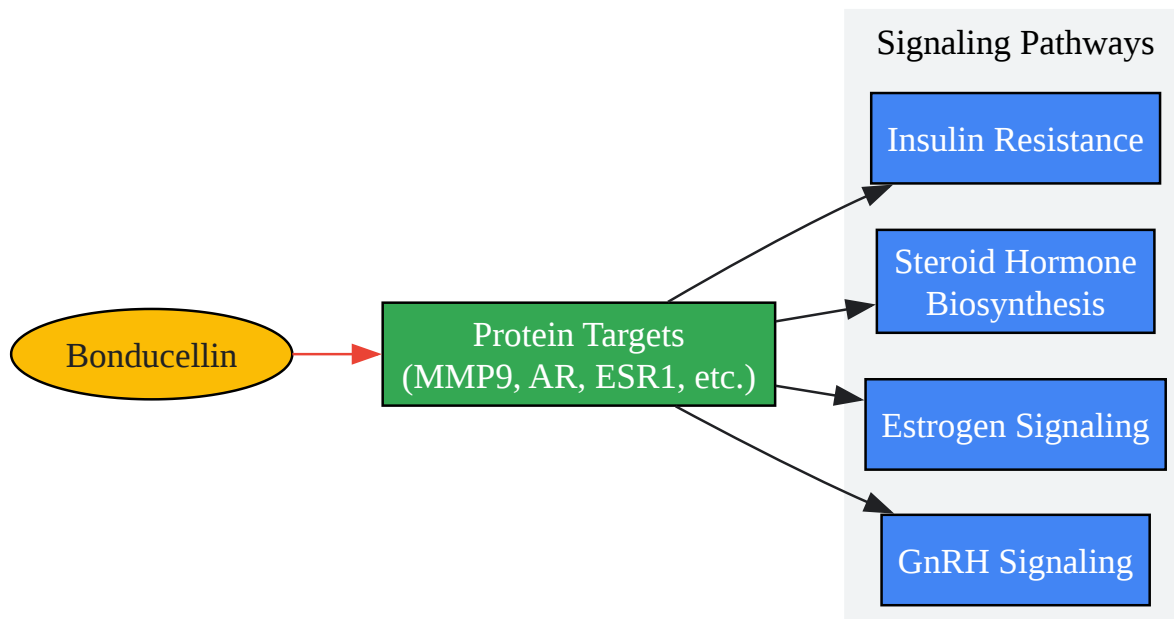 Signaling Pathways
Insulin Resistance
Steroid Hormone
Biosynthesis
Bonducellin
Protein Targets
(MMP9, AR, ESR1, etc.)
Estrogen Signaling
GnRH Signaling